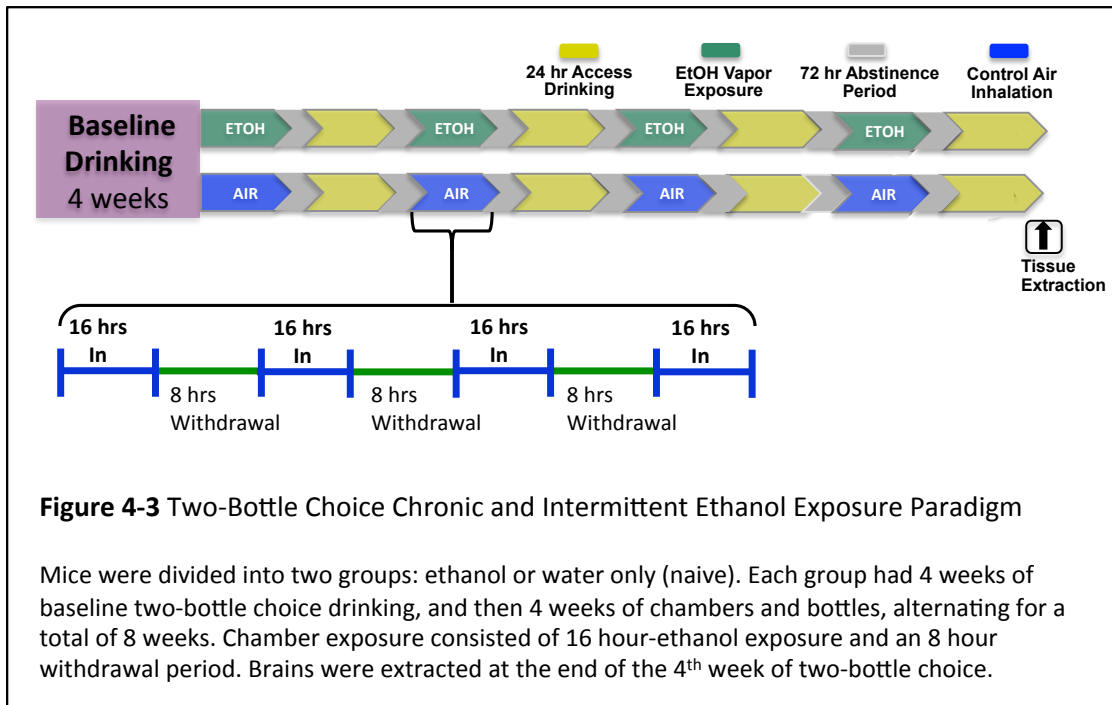 24 hr Access
Drinking
EtOH Vapor
Exposure
72 hr Abstinence
Period
Control Air
Inhalation
Baseline
Drinking
4 weeks
ETOH
ETOH
ETOH
ETOH
AIR
AIR
AIR
AIR
Tissue
Extraction
16 hrs
In
16 hrs
In
16 hrs
In
16 hrs
In
8 hrs
Withdrawal
8 hrs
Withdrawal
8 hrs
Withdrawal
Figure 4-3 Two-Bottle Choice Chronic and Intermittent Ethanol Exposure Paradigm
Mice were divided into two groups: ethanol or water only (naive). Each group had 4 weeks of
baseline two-bottle choice drinking, and then 4 weeks of chambers and bottles, alternating for a
total of 8 weeks. Chamber exposure consisted of 16 hour-ethanol exposure and an 8 hour
withdrawal period. Brains were extracted at the end of the 4th week of two-bottle choice.